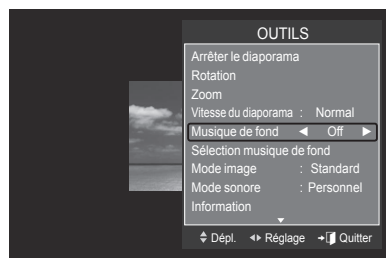 OUTILS
Arrêter le diaporama
Rotation
Zoom
Vitesse du diaporama : Normal
Musique de fond ◄ Off ►
Sélection musique de fond
Mode image : Standard
Mode sonore : Personnel
Information
Dépl. Réglage Quitter